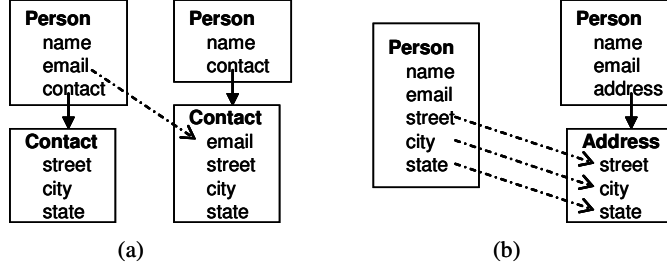 Person
name
email
contact
Contact
street
city
state
Person
name
contact
Contact
email
street
city
state
(a)
Person
name
email
street
city
state
Person
name
email
address
Address
street
city
state
(b)